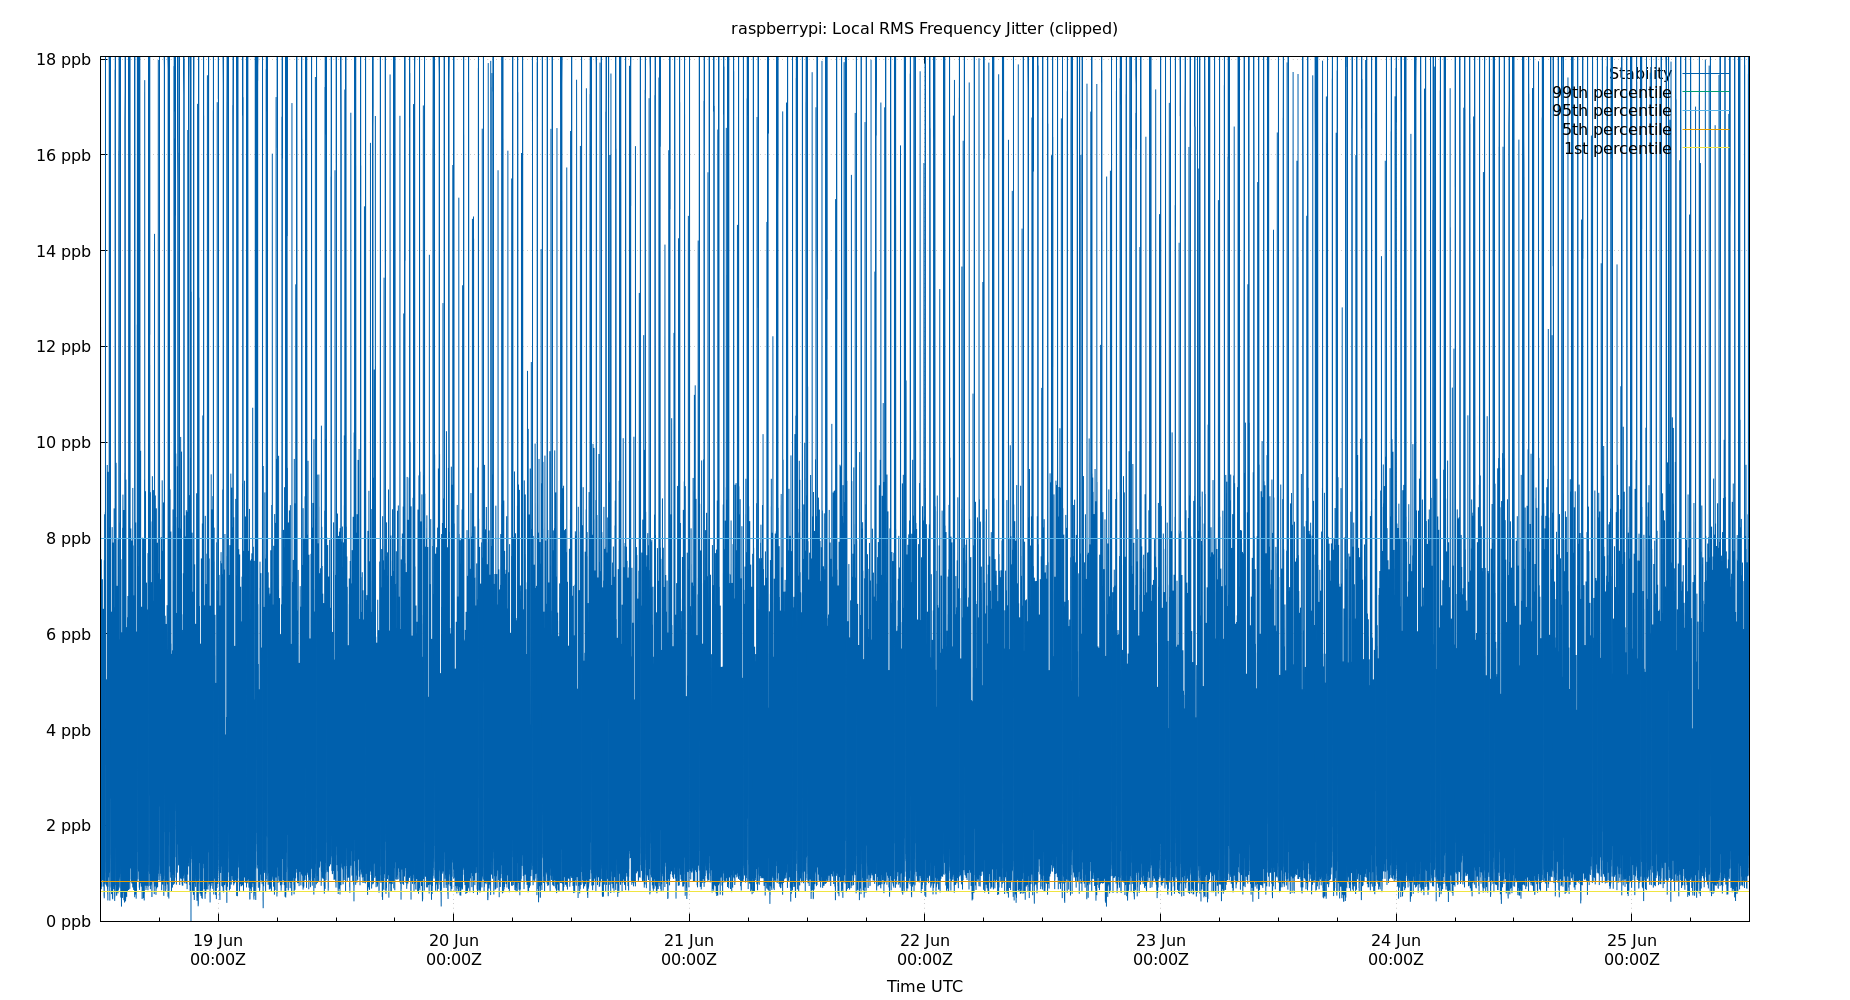 raspberrypi: Local RMS Frequency Jitter (clipped)
18 ppb
16 ppb
14 ppb
12 ppb
10 ppb
8 ppb
6 ppb
4 ppb
2 ppb
0 ppb
Stability
99th percentile
95th percentile
5th percentile
1st percentile
19 Jun 20 Jun 21 Jun 22 Jun 23 Jun 24 Jun 25 Jun
00:00Z 00:00Z 00:00Z 00:00Z 00:00Z 00:00Z 00:00Z
Time UTC